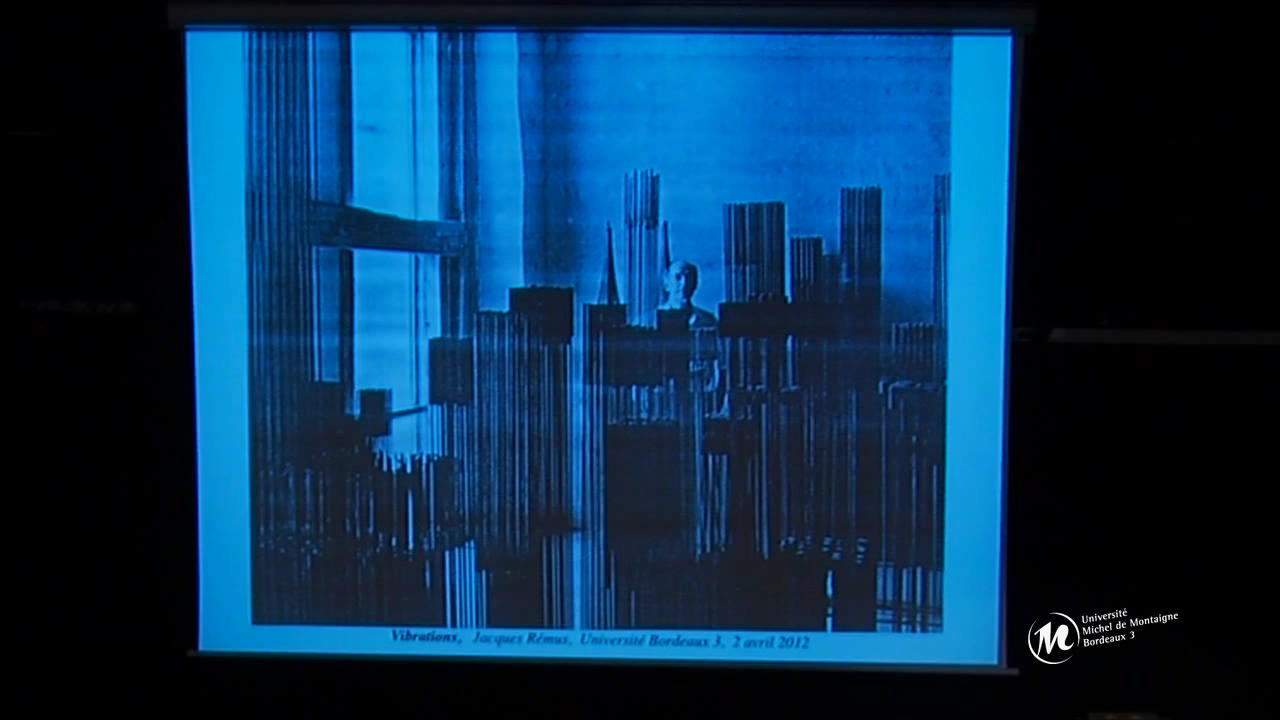 Vibrations, Jacques Rémus, Université Bordeaux 3, 2 avril 2012
Université
Michel de Montaigne
Bordeaux 3